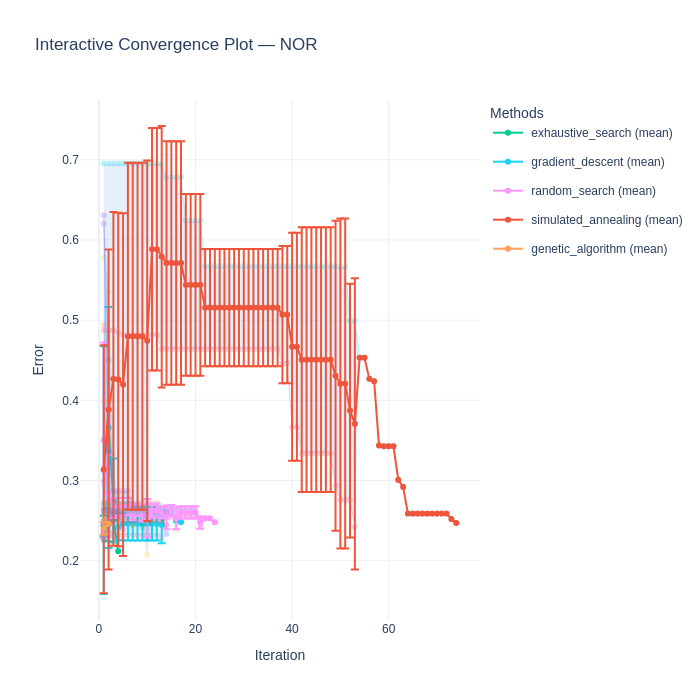 Interactive Convergence Plot — NOR
Methods
exhaustive_search (mean)
gradient_descent (mean)
random_search (mean)
simulated_annealing (mean)
genetic_algorithm (mean)
Error
0.7
0.6
0.5
0.4
0.3
0.2
0
20
40
60
Iteration